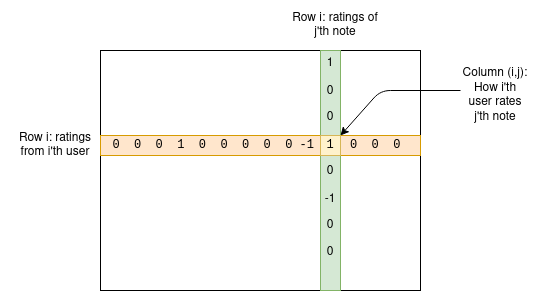 Row i: ratings of
j'th note
1
Column (i,j):
How i'th
user rates
j'th note
0
0
Row i: ratings
from i'th user
0 0 0 1 0 0 0 0 0 -1 1 0 0 0
0
-1
0
0